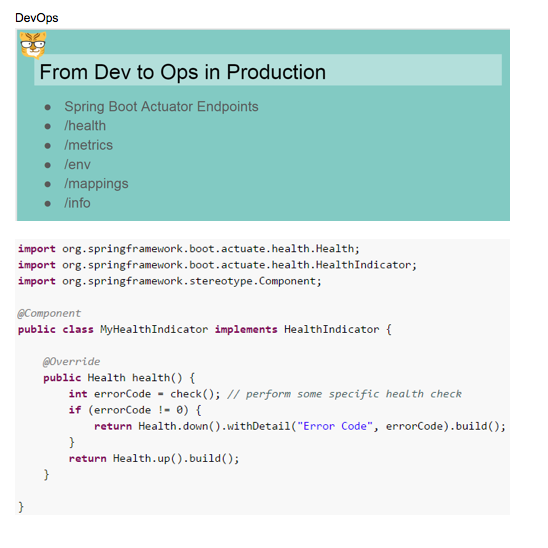 DevOps
From Dev to Ops in Production
● Spring Boot Actuator Endpoints
● /health
● /metrics
● /env
● /mappings
● /info
import org.springframework.boot.actuate.health.Health;
import org.springframework.boot.actuate.health.HealthIndicator;
import org.springframework.stereotype.Component;
@Component
public class MyHealthIndicator implements HealthIndicator {
    @Override
    public Health health() {
        int errorCode = check(); // perform some specific health check
        if (errorCode != 0) {
            return Health.down().withDetail("Error Code", errorCode).build();
        }
        return Health.up().build();
    }
}